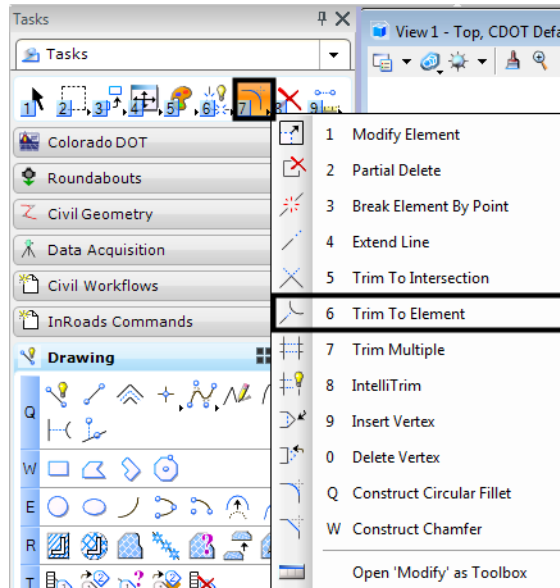 Tasks
View 1 - Top, CDOT Defa
Tasks
1 2 3 4 5 6 7 8 9
Colorado DOT
Roundabouts
Civil Geometry
Data Acquisition
Civil Workflows
InRoads Commands
Drawing
Q
W
E
R
T
1 Modify Element
2 Partial Delete
3 Break Element By Point
4 Extend Line
5 Trim To Intersection
6 Trim To Element
7 Trim Multiple
8 IntelliTrim
9 Insert Vertex
0 Delete Vertex
Q Construct Circular Fillet
W Construct Chamfer
Open 'Modify' as Toolbox